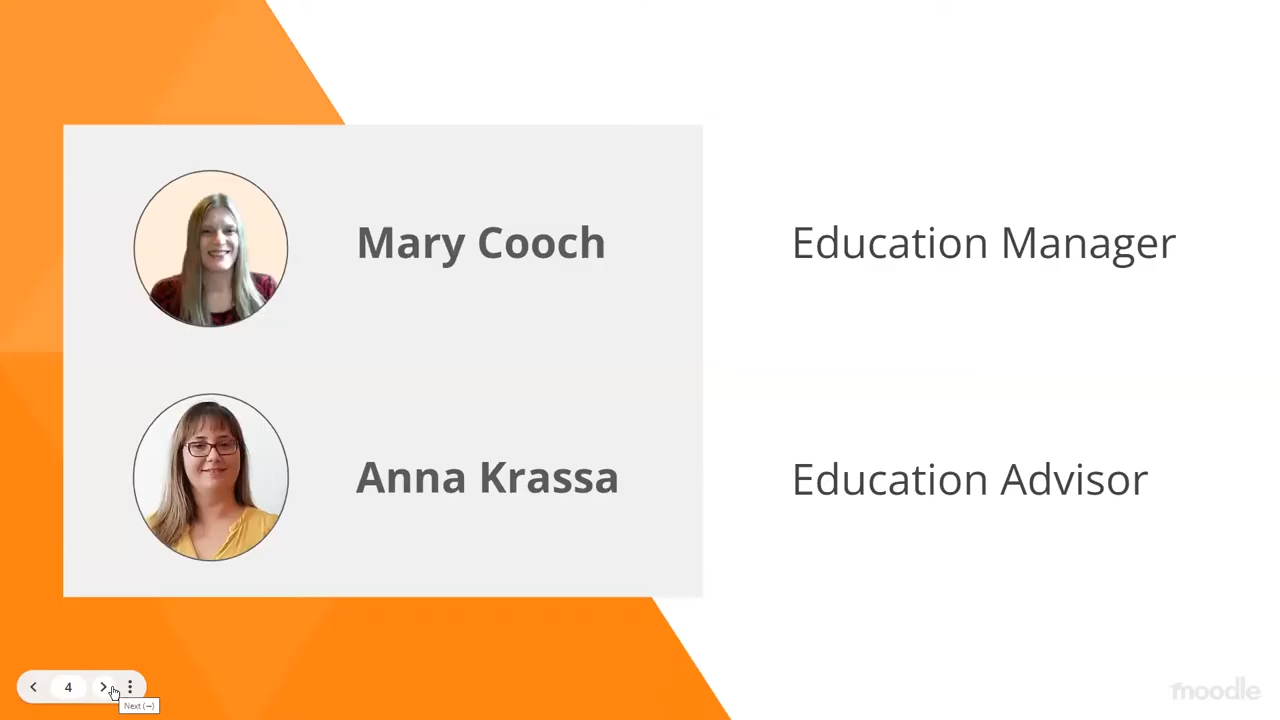 Mary Cooch
Education Manager
Anna Krassa
Education Advisor
4
Next (→)
moodle